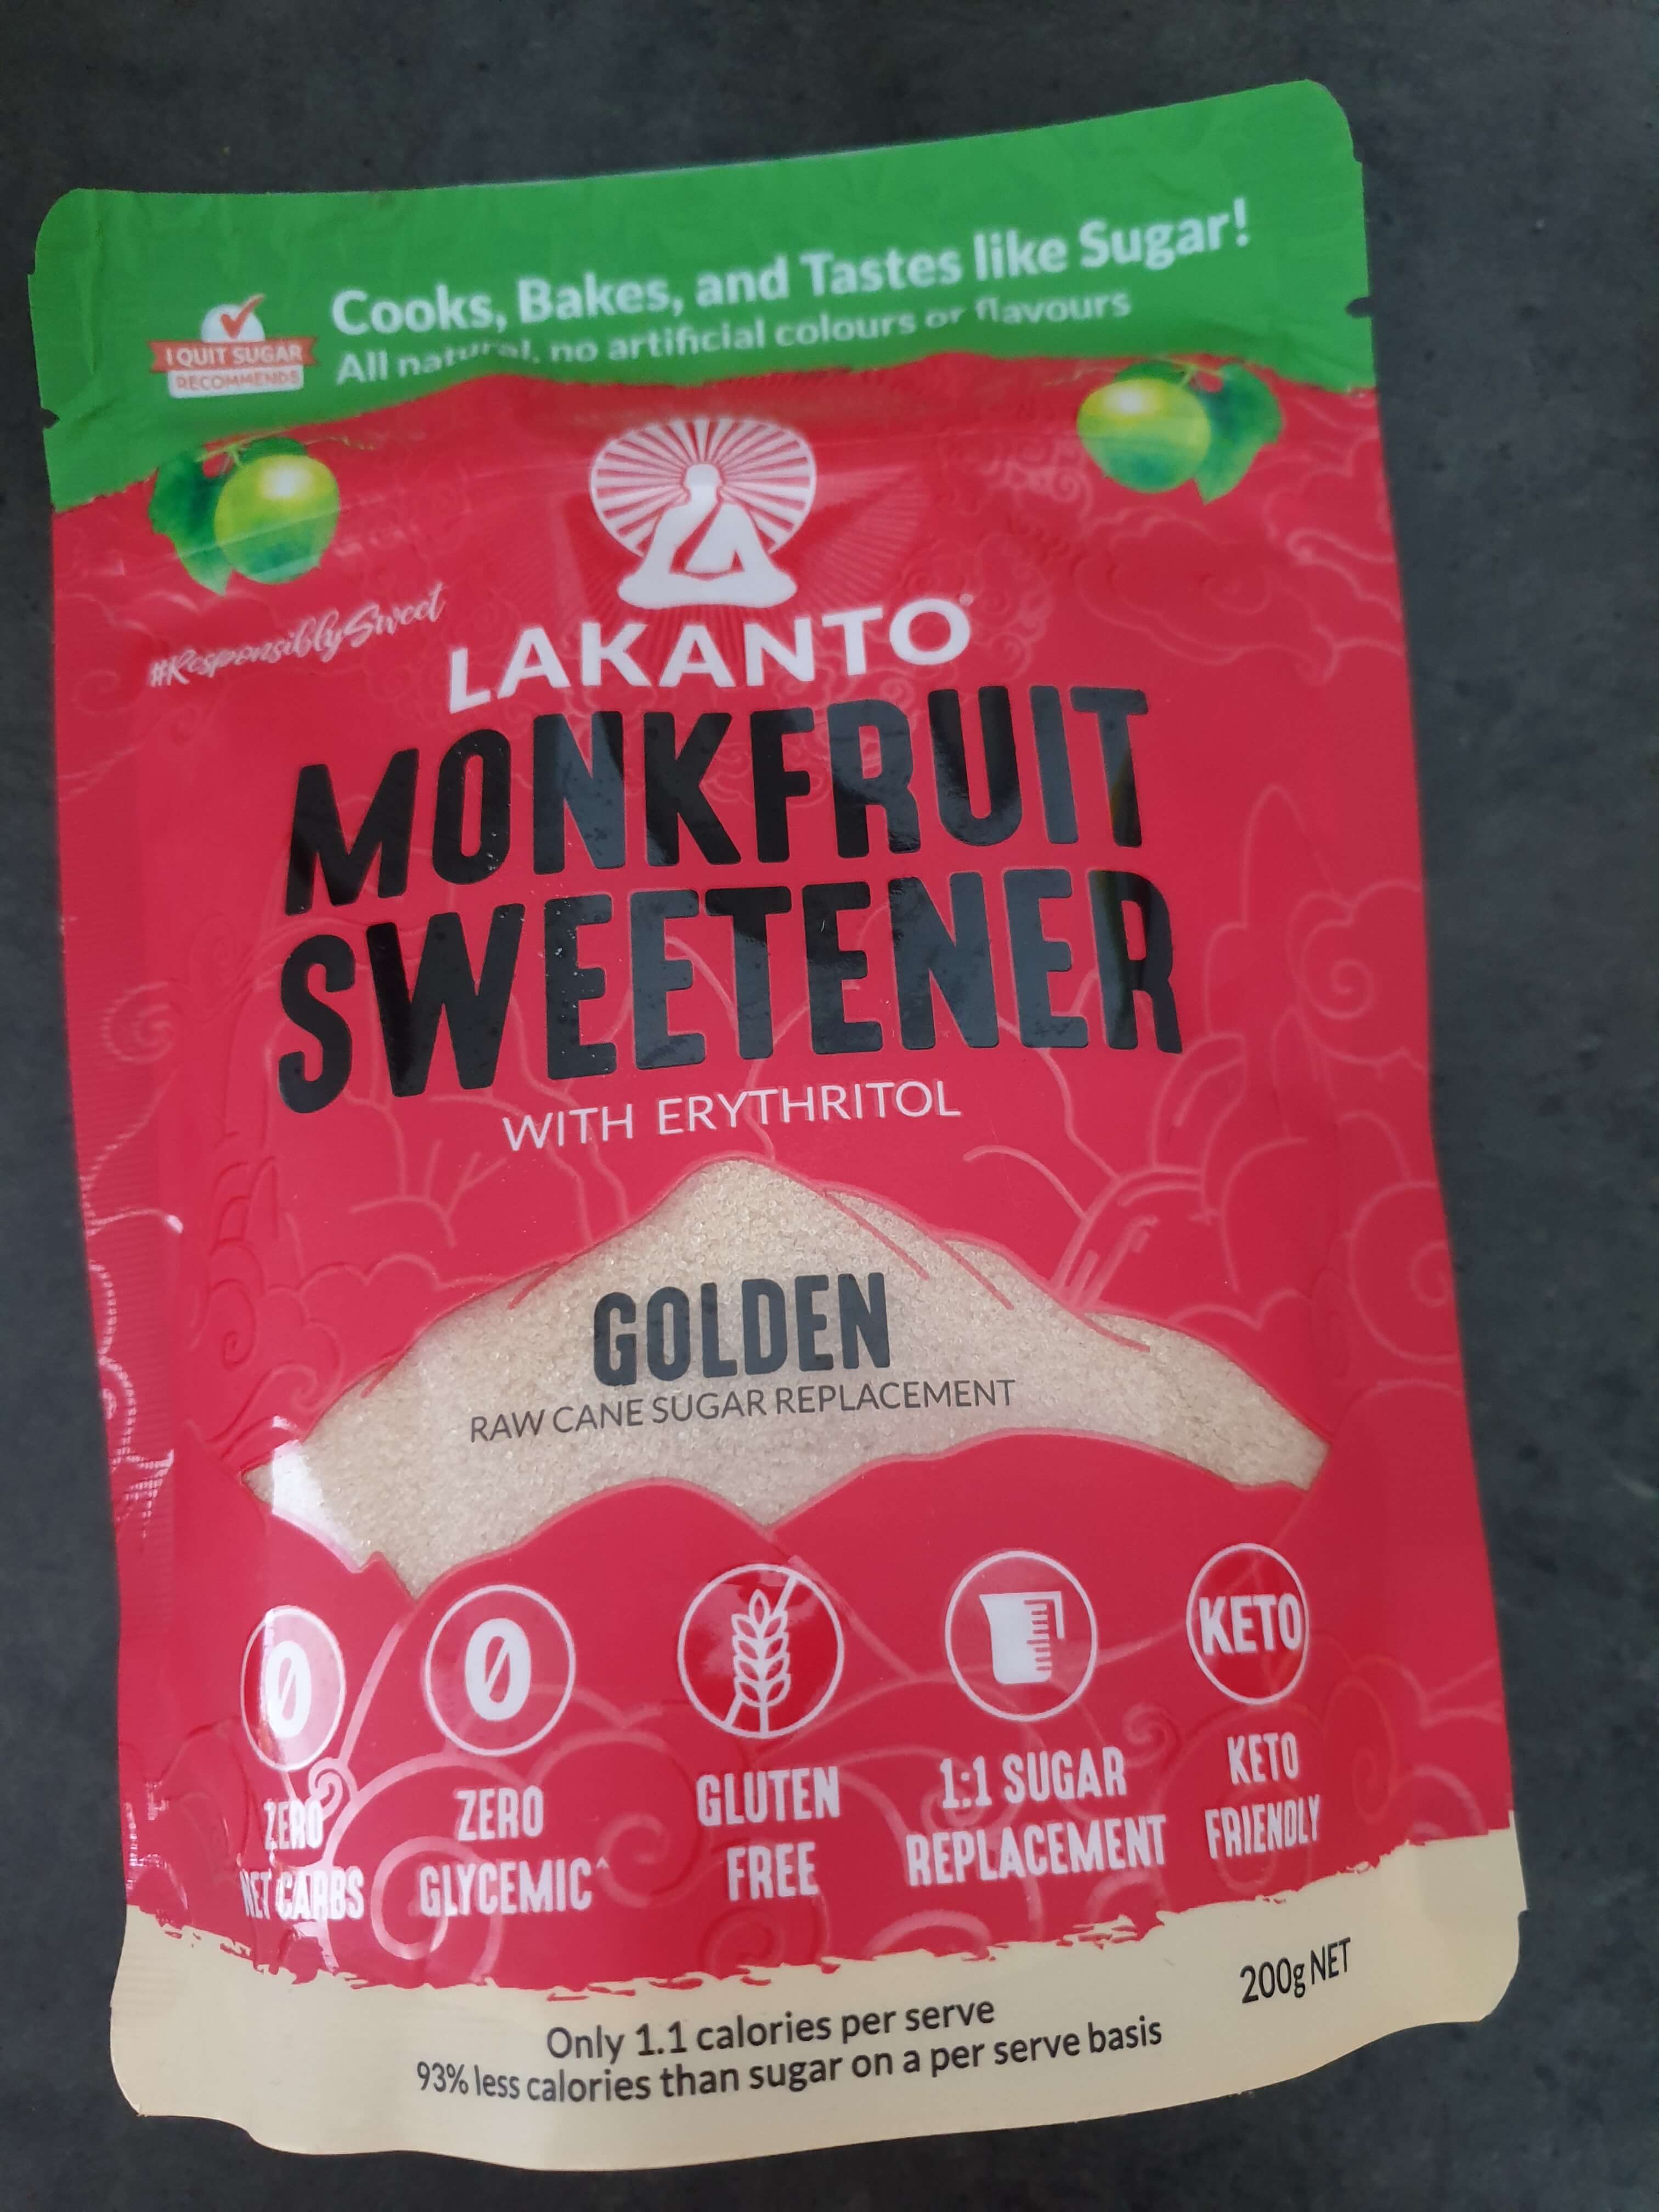 Cooks, Bakes, and Tastes like Sugar!
All natural, no artificial colours or flavours
I QUIT SUGAR
RECOMMENDS
#ResponsiblySweet
LAKANTO
MONKFRUIT
SWEETENER
WITH ERYTHRITOL
GOLDEN
RAW CANE SUGAR REPLACEMENT
0
ZERO
NET CARBS
0
ZERO
GLYCEMIC^
GLUTEN
FREE
1:1 SUGAR
REPLACEMENT
KETO
KETO
FRIENDLY
200g NET
Only 1.1 calories per serve
93% less calories than sugar on a per serve basis